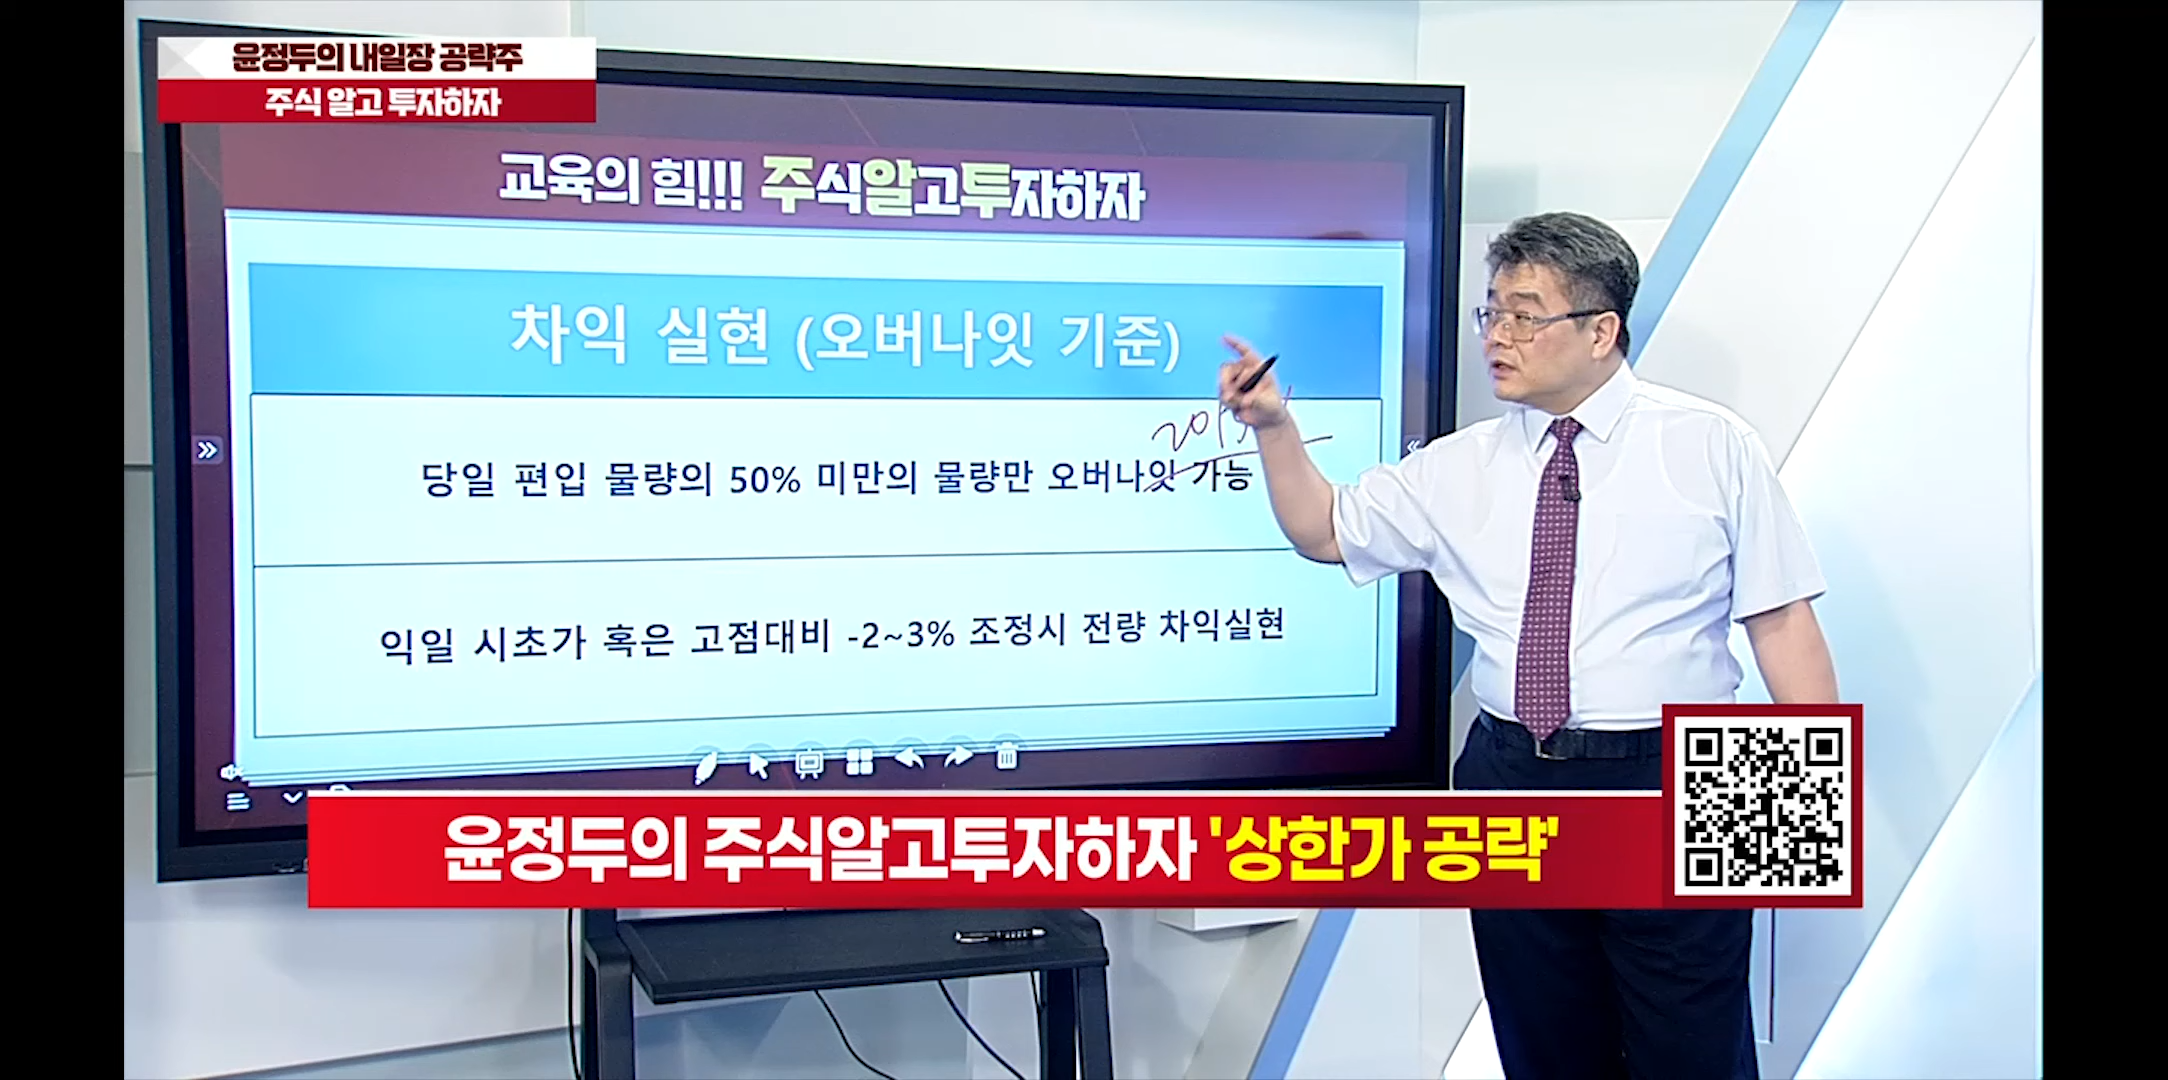 윤정두의 내일장 공략주
주식 알고 투자하자
교육의 힘!!! 주식알고투자하자
차익 실현 (오버나잇 기준)
당일 편입 물량의 50% 미만의 물량만 오버나잇 가능
익일 시초가 혹은 고점대비 -2~3% 조정시 전량 차익실현
윤정두의 주식알고투자하자 '상한가 공략'